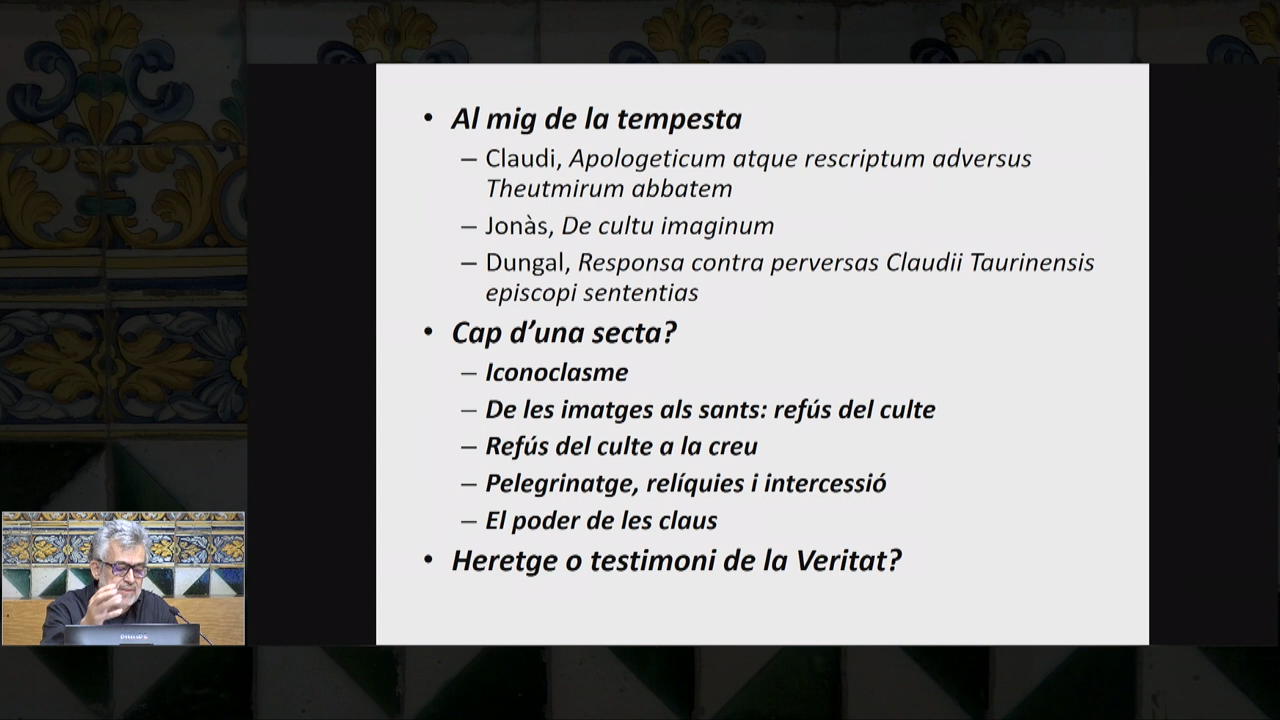 • Al mig de la tempesta
– Claudi, Apologeticum atque rescriptum adversus
Theutmirum abbatem
– Jonàs, De cultu imaginum
– Dungal, Responsa contra perversas Claudii Taurinensis
episcopi sententias
• Cap d’una secta?
– Iconoclasme
– De les imatges als sants: refús del culte
– Refús del culte a la creu
– Pelegrinatge, relíquies i intercessió
– El poder de les claus
• Heretge o testimoni de la Veritat?